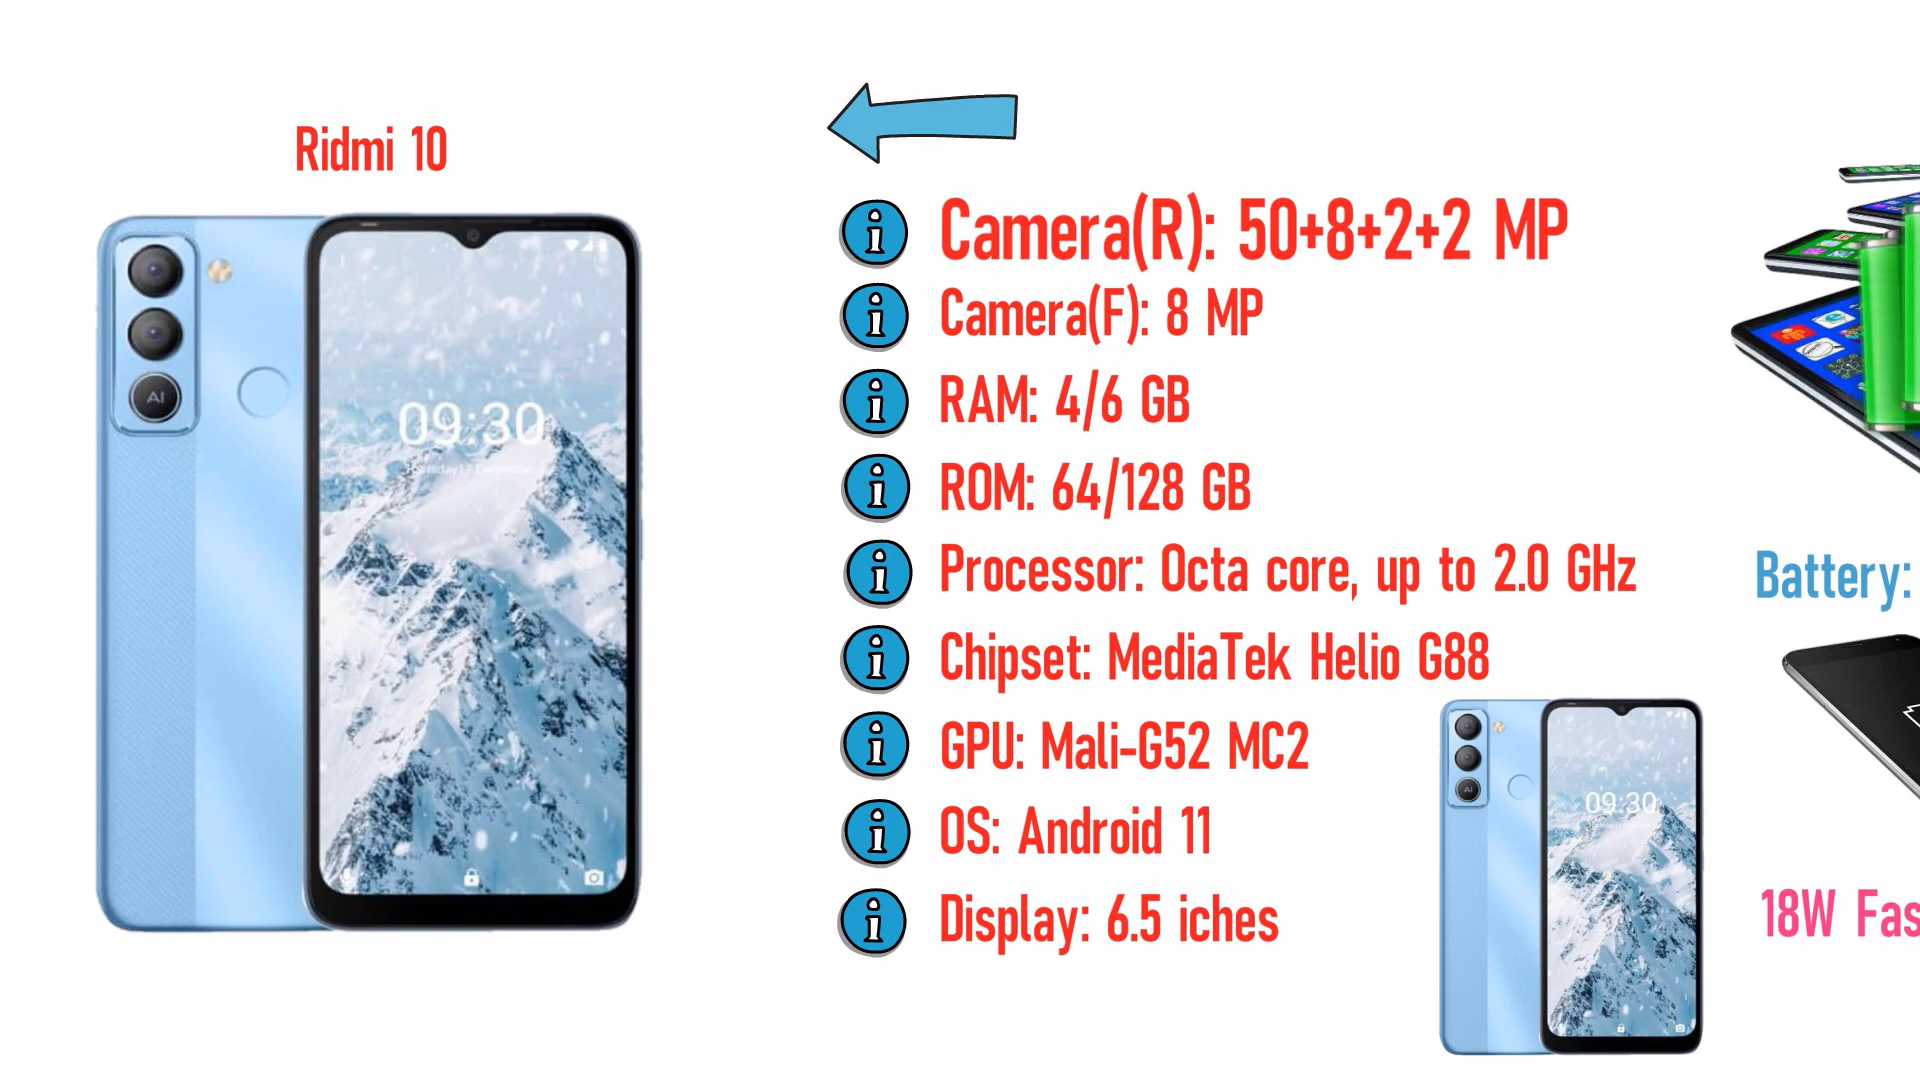 Ridmi 10
Camera(R): 50+8+2+2 MP
Camera(F): 8 MP
RAM: 4/6 GB
ROM: 64/128 GB
Processor: Octa core, up to 2.0 GHz
Chipset: MediaTek Helio G88
GPU: Mali-G52 MC2
OS: Android 11
Display: 6.5 iches
AI
09:30
AI
09:30
Battery:
18W Fas